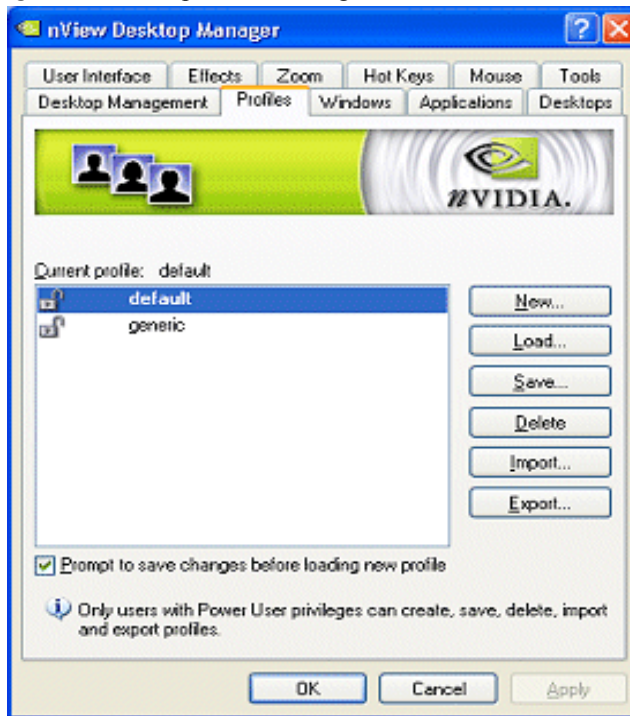 nView Desktop Manager
User Interface Effects Zoom Hot Keys Mouse Tools
Desktop Management Profiles Windows Applications Desktops
nVIDIA.
Current profile: default
default
generic
New...
Load...
Save...
Delete
Import...
Export...
Prompt to save changes before loading new profile
Only users with Power User privileges can create, save, delete, import
and export profiles.
OK Cancel Apply